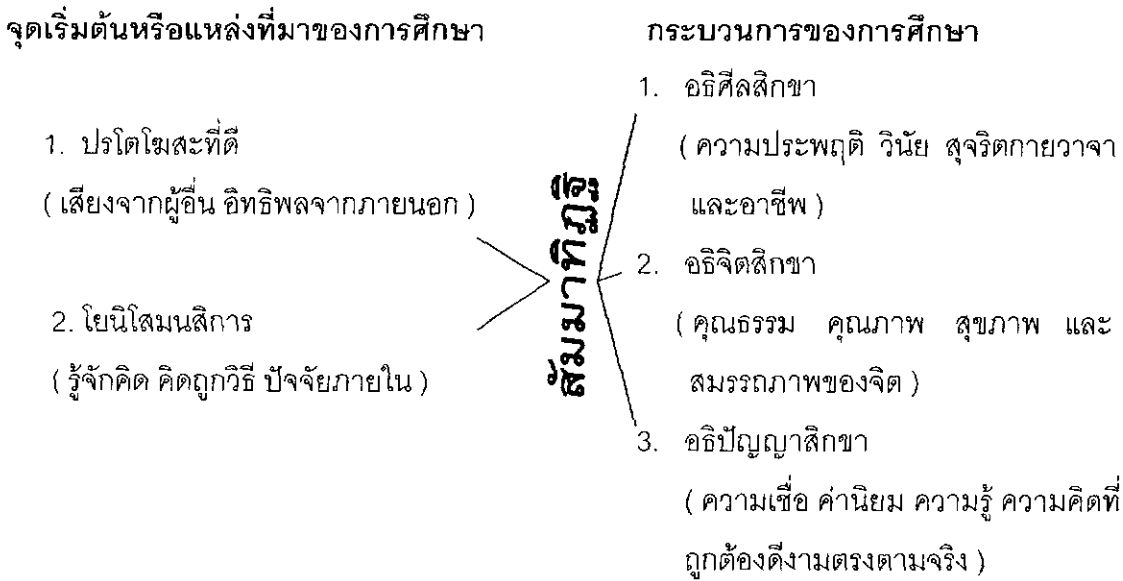 จุดเริ่มต้นหรือแหล่งที่มาของการศึกษา
1. ปรโตโฆสะที่ดี
( เสียงจากผู้อื่น อิทธิพลจากภายนอก )
2. โยนิโสมนสิการ
( รู้จักคิด คิดถูกวิธี ปัจจัยภายใน )
สัมมาทิฏฐิ
กระบวนการของการศึกษา
1. อธิศีลสิกขา
( ความประพฤติ วินัย สุจริตกายวาจา
และอาชีพ )
2. อธิจิตสิกขา
( คุณธรรม คุณภาพ สุขภาพ และ
สมรรถภาพของจิต )
3. อธิปัญญาสิกขา
( ความเชื่อ ค่านิยม ความรู้ ความคิดที่
ถูกต้องดีงามตรงตามจริง )